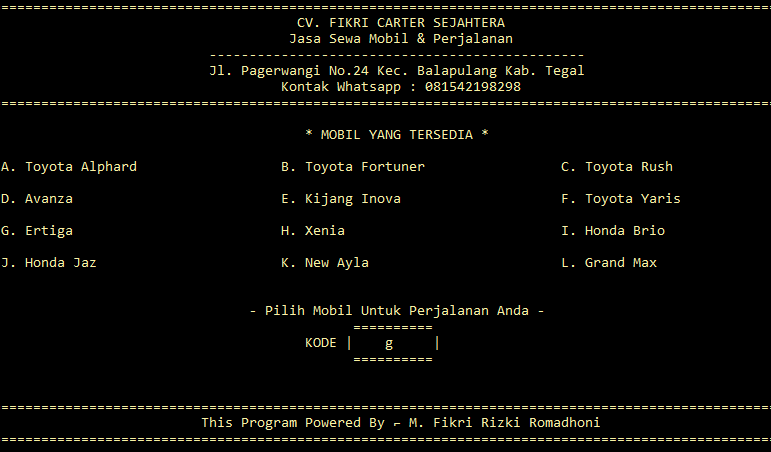 ================================================================================
CV. FIKRI CARTER SEJAHTERA
Jasa Sewa Mobil & Perjalanan
-----------------------------------------------
Jl. Pagerwangi No.24 Kec. Balapulang Kab. Tegal
Kontak Whatsapp : 081542198298
================================================================================
* MOBIL YANG TERSEDIA *
A. Toyota Alphard B. Toyota Fortuner C. Toyota Rush
D. Avanza E. Kijang Inova F. Toyota Yaris
G. Ertiga H. Xenia I. Honda Brio
J. Honda Jaz K. New Ayla L. Grand Max
- Pilih Mobil Untuk Perjalanan Anda -
==========
KODE | g |
==========
================================================================================
This Program Powered By ⌐ M. Fikri Rizki Romadhoni
================================================================================